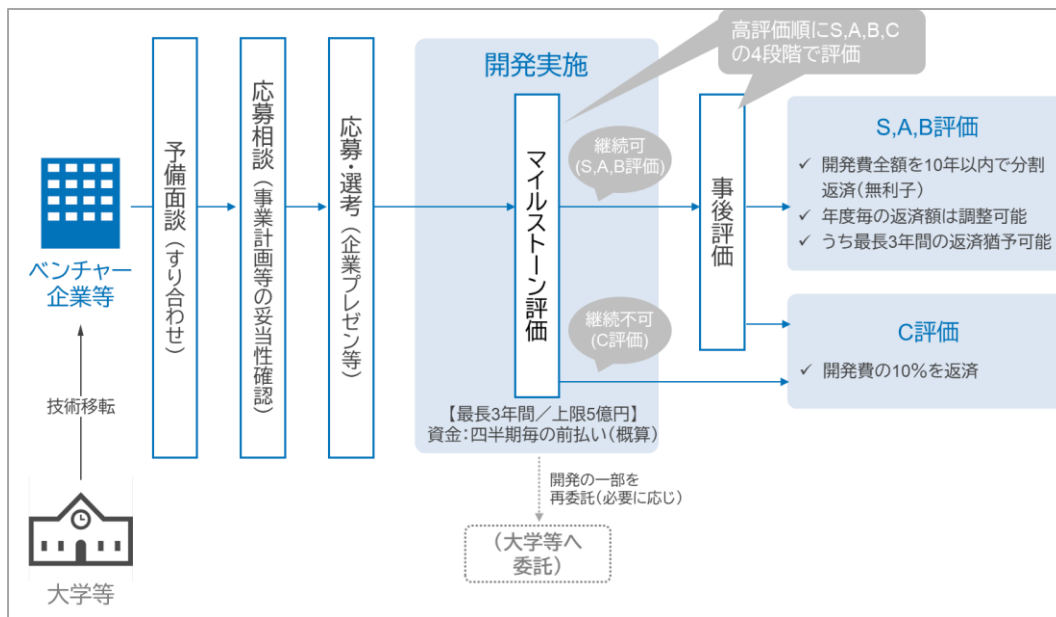 ベンチャー
企業等
技術移転
大学等
予備面談（すり合わせ）
応募相談（事業計画等の妥当性確認）
応募・選考（企業プレゼン等）
開発実施
マイルストーン評価
【最長3年間／上限5億円】
資金：四半期毎の前払い（概算）
開発の一部を
再委託（必要に応じ）
（大学等へ
委託）
継続可
(S,A,B評価)
継続不可
(C評価)
高評価順にS,A,B,C
の4段階で評価
事後評価
S,A,B評価
✓ 開発費全額を10年以内で分割
返済（無利子）
✓ 年度毎の返済額は調整可能
✓ うち最長3年間の返済猶予可能
C評価
✓ 開発費の10％を返済